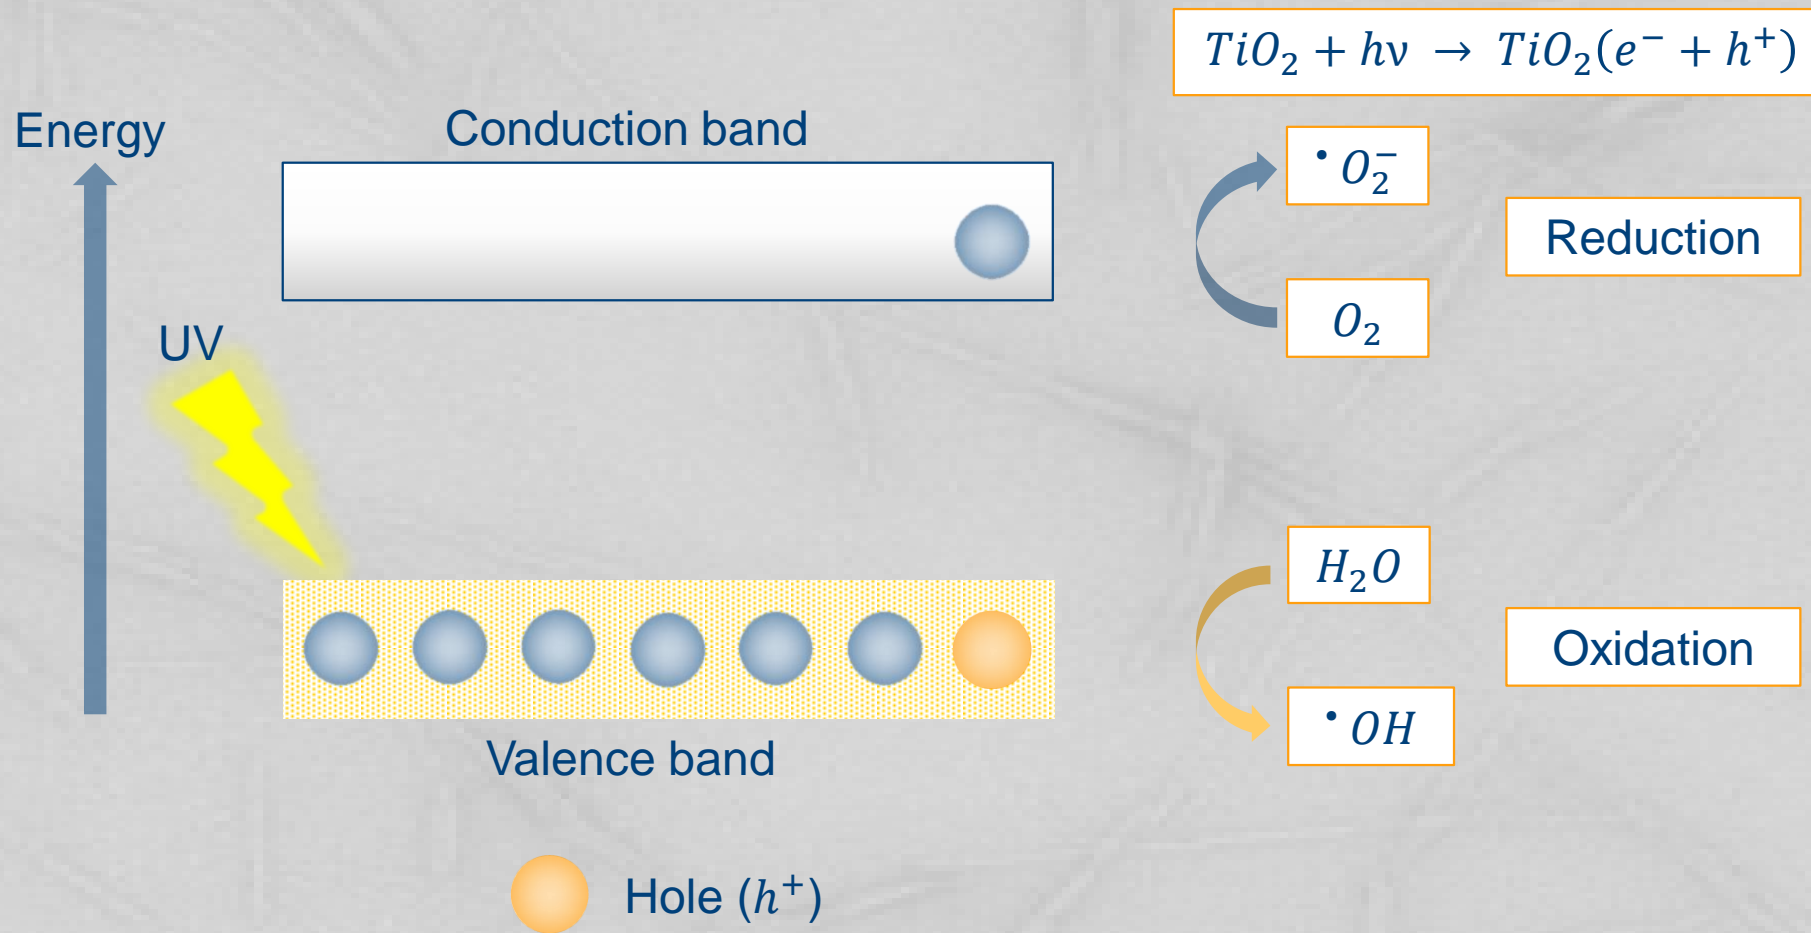 TiO₂ + hν → TiO₂(e⁻ + h⁺)
Energy
Conduction band
•O₂⁻
Reduction
O₂
UV
H₂O
Oxidation
•OH
Valence band
Hole (h⁺)